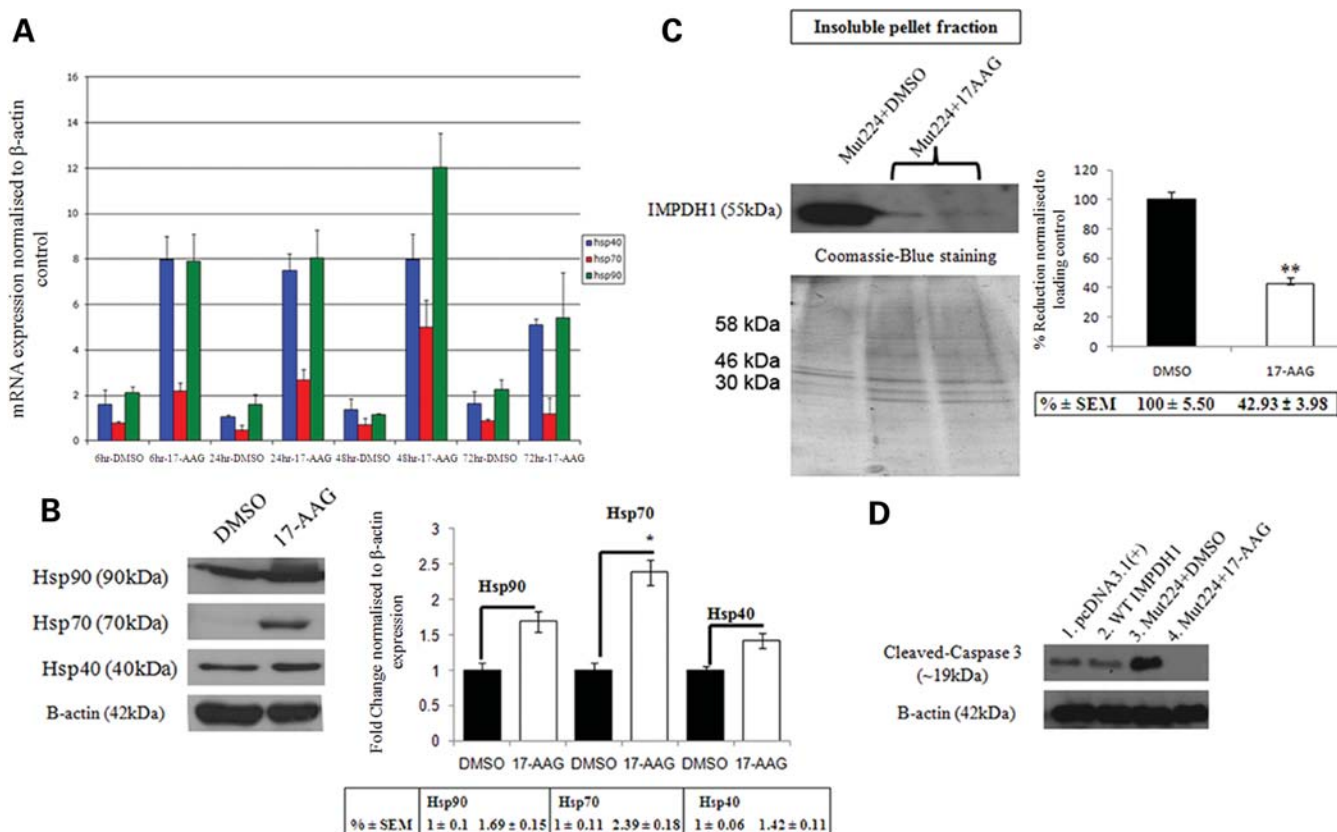 A
mRNA expression normalised to β-actin
control
16
14
12
10
8
6
4
2
0
6hr-DMSO
6hr-17-AAG
24hr-DMSO
24hr-17-AAG
48hr-DMSO
48hr-17-AAG
72hr-DMSO
72hr-17-AAG
hsp40
hsp70
hsp90
B
DMSO
17-AAG
Hsp90 (90kDa)
Hsp70 (70kDa)
Hsp40 (40kDa)
B-actin (42kDa)
Fold Change normalised to β-actin
expression
3
2.5
2
1.5
1
0.5
0
Hsp90
Hsp70
*
Hsp40
DMSO 17-AAG DMSO 17-AAG DMSO 17-AAG
Hsp90 Hsp70 Hsp40
% ± SEM 1 ± 0.1 1.69 ± 0.15 1 ± 0.11 2.39 ± 0.18 1 ± 0.06 1.42 ± 0.11
C
Insoluble pellet fraction
Mut224+DMSO
Mut224+17AAG
IMPDH1 (55kDa)
Coomassie-Blue staining
58 kDa
46 kDa
30 kDa
% Reduction normalised to
loading control
120
100
80
60
40
20
0
**
DMSO
17-AAG
% ± SEM 100 ± 5.50 42.93 ± 3.98
D
1. pcDNA3.1(+)
2. WT IMPDH1
3. Mut224+DMSO
4. Mut224+17-AAG
Cleaved-Caspase 3
(~19kDa)
B-actin (42kDa)